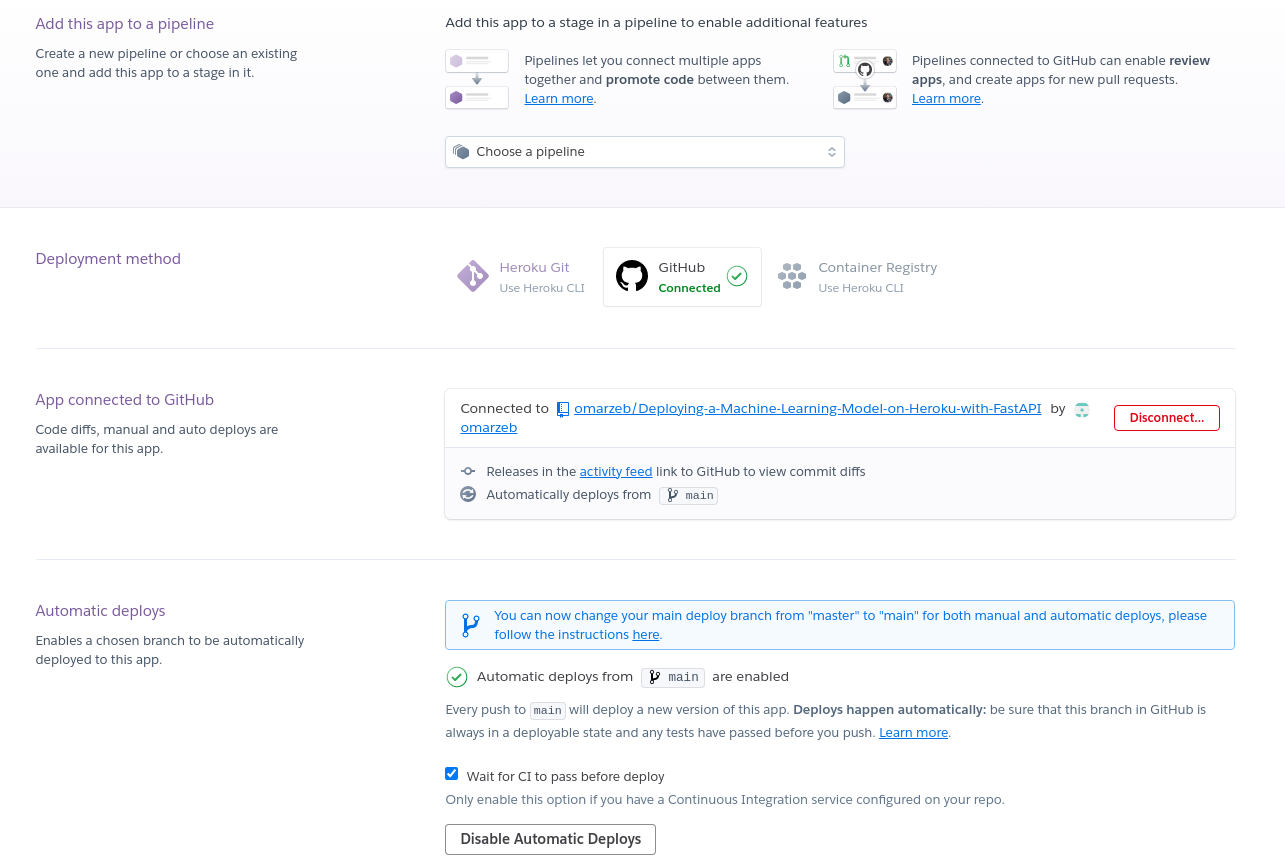 Add this app to a pipeline
Create a new pipeline or choose an existing
one and add this app to a stage in it.
Add this app to a stage in a pipeline to enable additional features
Pipelines let you connect multiple apps
together and promote code between them.
Learn more.
Pipelines connected to GitHub can enable review
apps, and create apps for new pull requests.
Learn more.
Choose a pipeline
Deployment method
Heroku Git
Use Heroku CLI
GitHub
Connected
Container Registry
Use Heroku CLI
App connected to GitHub
Code diffs, manual and auto deploys are
available for this app.
Connected to omarzeb/Deploying-a-Machine-Learning-Model-on-Heroku-with-FastAPI by
omarzeb
Disconnect...
Releases in the activity feed link to GitHub to view commit diffs
Automatically deploys from main
Automatic deploys
Enables a chosen branch to be automatically
deployed to this app.
You can now change your main deploy branch from "master" to "main" for both manual and automatic deploys, please
follow the instructions here.
Automatic deploys from main are enabled
Every push to main will deploy a new version of this app. Deploys happen automatically: be sure that this branch in GitHub is
always in a deployable state and any tests have passed before you push. Learn more.
Wait for CI to pass before deploy
Only enable this option if you have a Continuous Integration service configured on your repo.
Disable Automatic Deploys